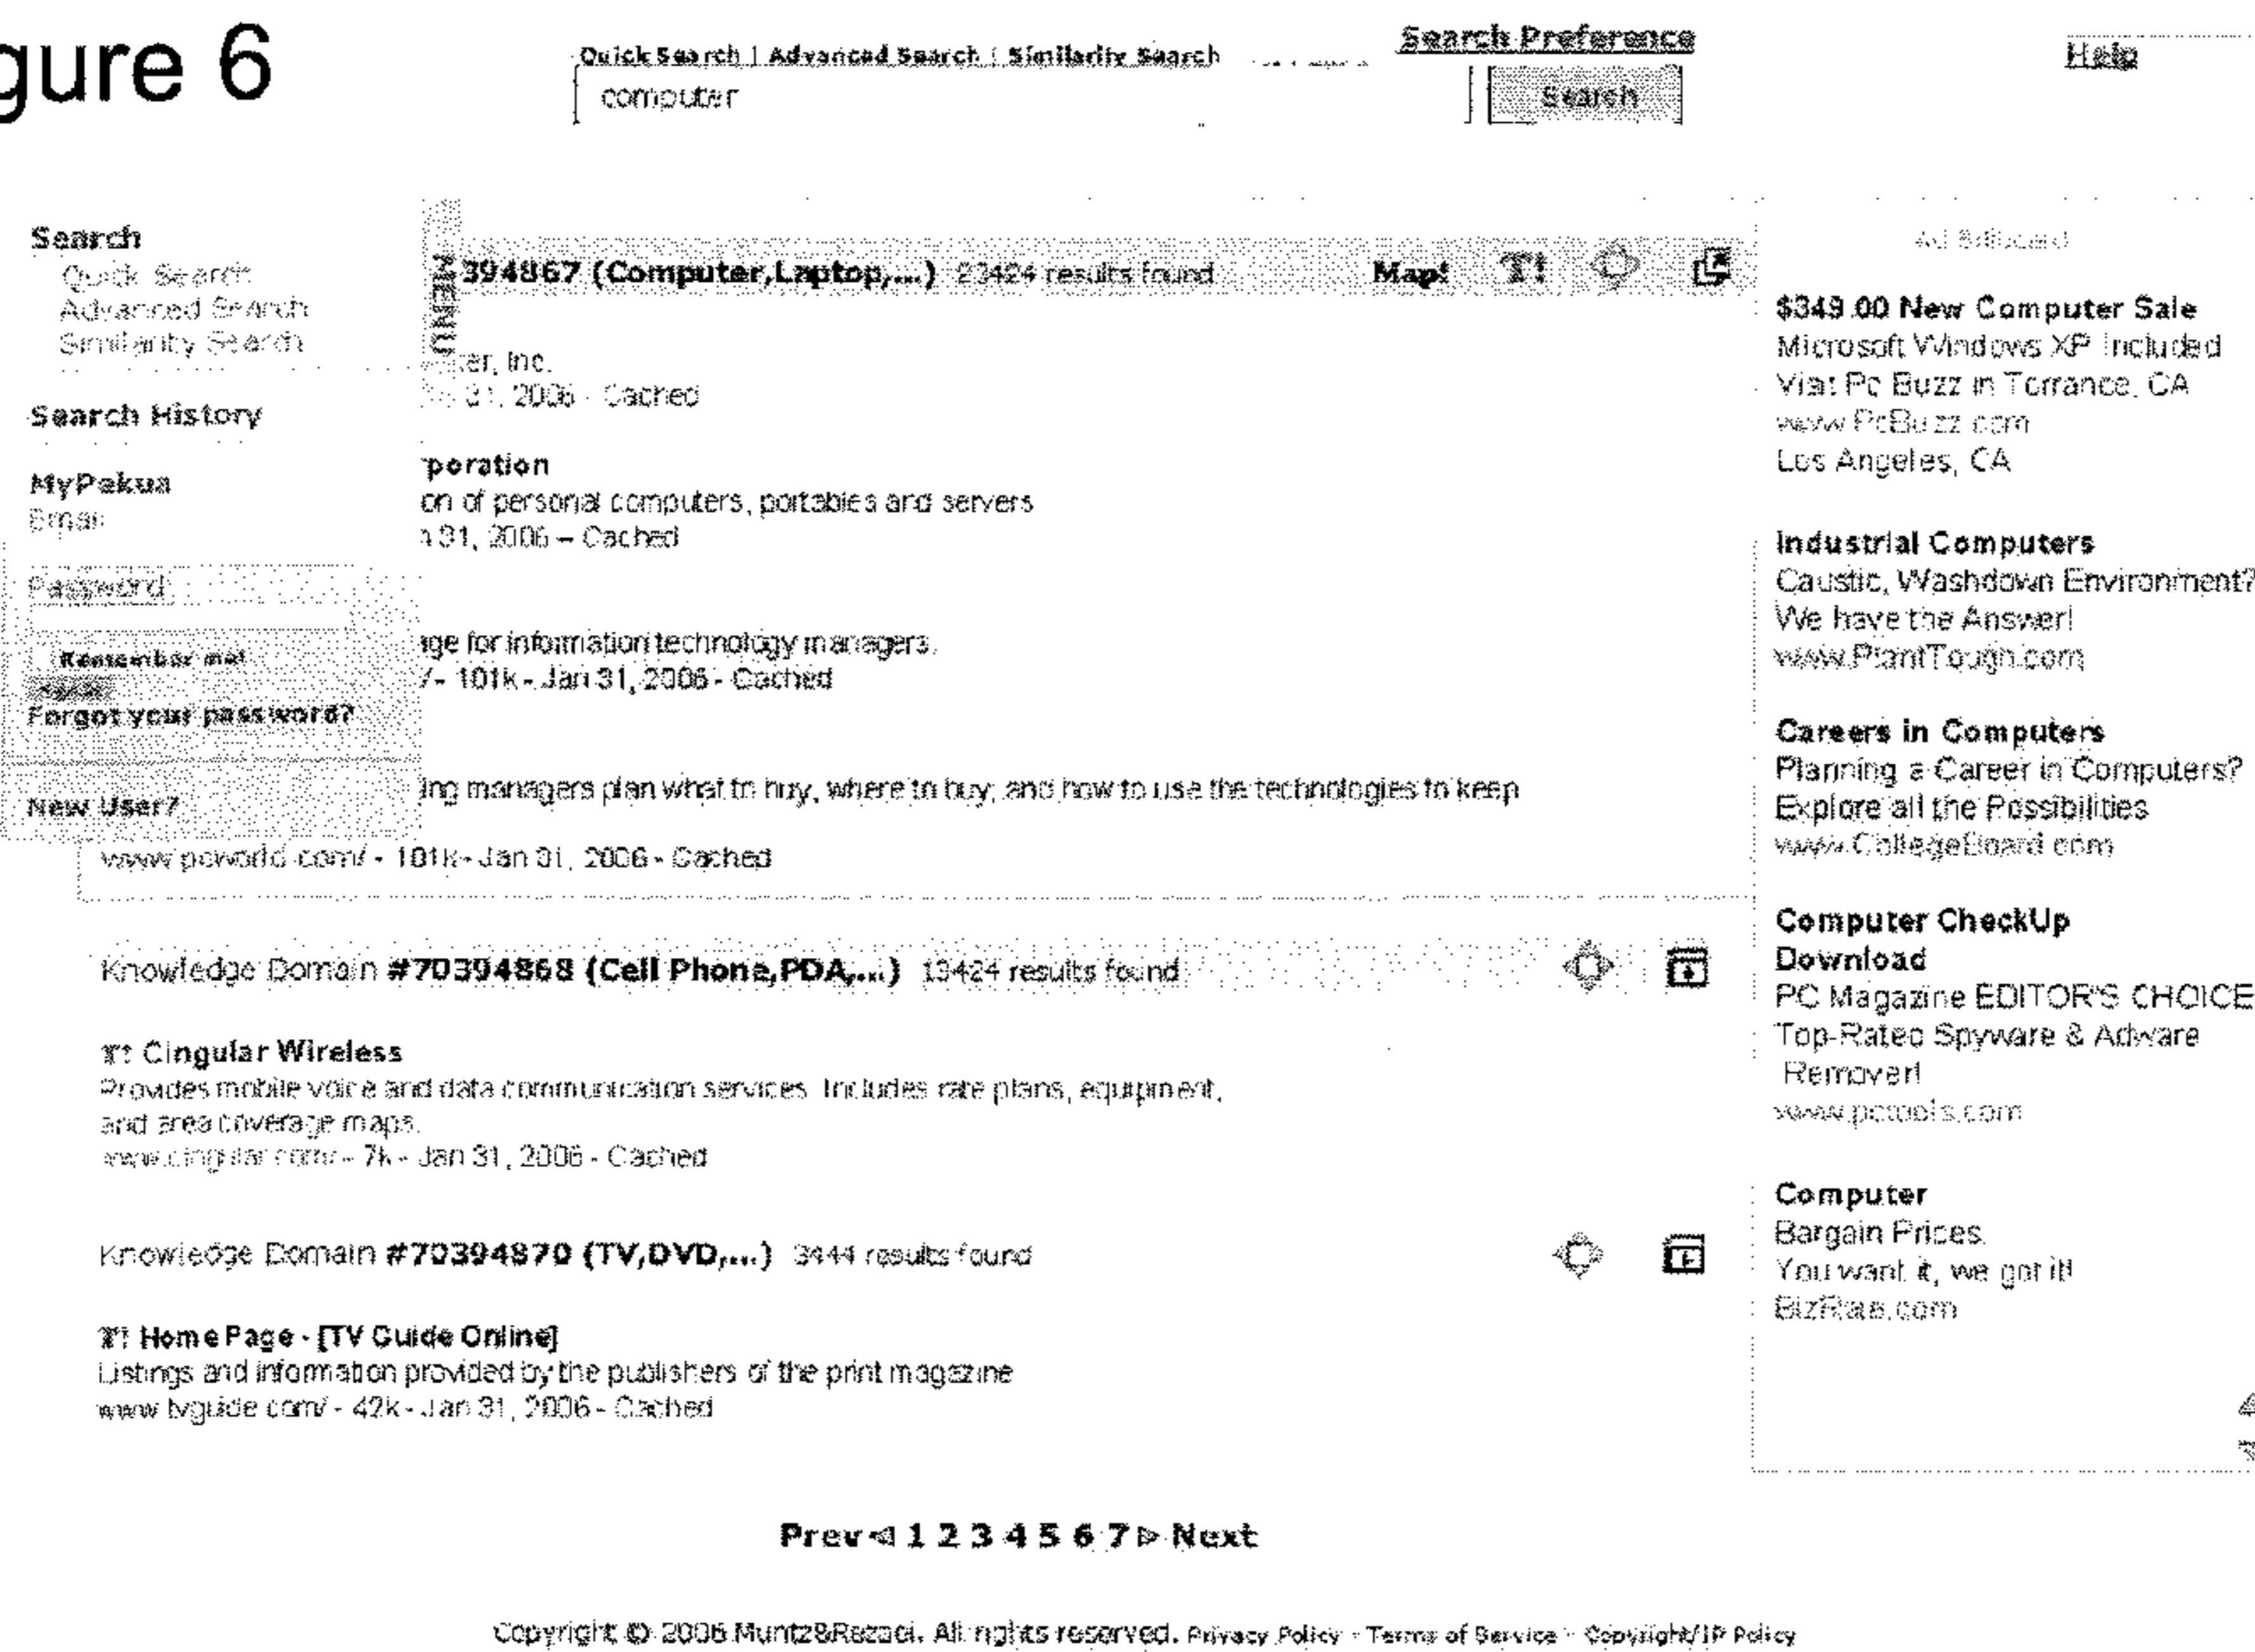 gure 6
Quick Search | Advanced Search | Similarity Search
Search Preference
Help
computer
Search
Search
Quick Search
Advanced Search
Similarity Search
Search History
MyPakua
Email
Password
Remember me!
Forgot your password?
New User?
MENU
394867 (Computer,Laptop,...) 23424 results found
Map! T!
er, Inc.
31, 2006 - Cached
poration
on of personal computers, portables and servers
31, 2006 – Cached
ge for information technology managers.
/- 101k - Jan 31, 2006 - Cached
ing managers plan what to buy, where to buy, and how to use the technologies to keep
www.pcworld.com/ - 101k - Jan 31, 2006 - Cached
Knowledge Domain #70394868 (Cell Phone,PDA,...) 13424 results found
T! Cingular Wireless
Provides mobile voice and data communication services. Includes rate plans, equipment,
and area coverage maps.
www.cingular.com/ - 7k - Jan 31, 2006 - Cached
Knowledge Domain #70394870 (TV,DVD,...) 3444 results found
T! Home Page - [TV Guide Online]
Listings and information provided by the publishers of the print magazine
www.tvguide.com/ - 42k - Jan 31, 2006 - Cached
Ad Billboard
$349.00 New Computer Sale
Microsoft Windows XP Included
Visit Pc Buzz in Torrance, CA
www.PcBuzz.com
Los Angeles, CA
Industrial Computers
Caustic, Washdown Environment?
We have the Answer!
www.PlantTough.com
Careers in Computers
Planning a Career in Computers?
Explore all the Possibilities
www.CollegeBoard.com
Computer CheckUp
Download
PC Magazine EDITOR'S CHOICE
Top-Rated Spyware & Adware
Remover!
www.pctools.com
Computer
Bargain Prices.
You want it, we got it!
BizRate.com
Prev 1 2 3 4 5 6 7 Next
Copyright © 2006 Muntz&Rezaei. All rights reserved. Privacy Policy - Terms of Service - Copyright/IP Policy